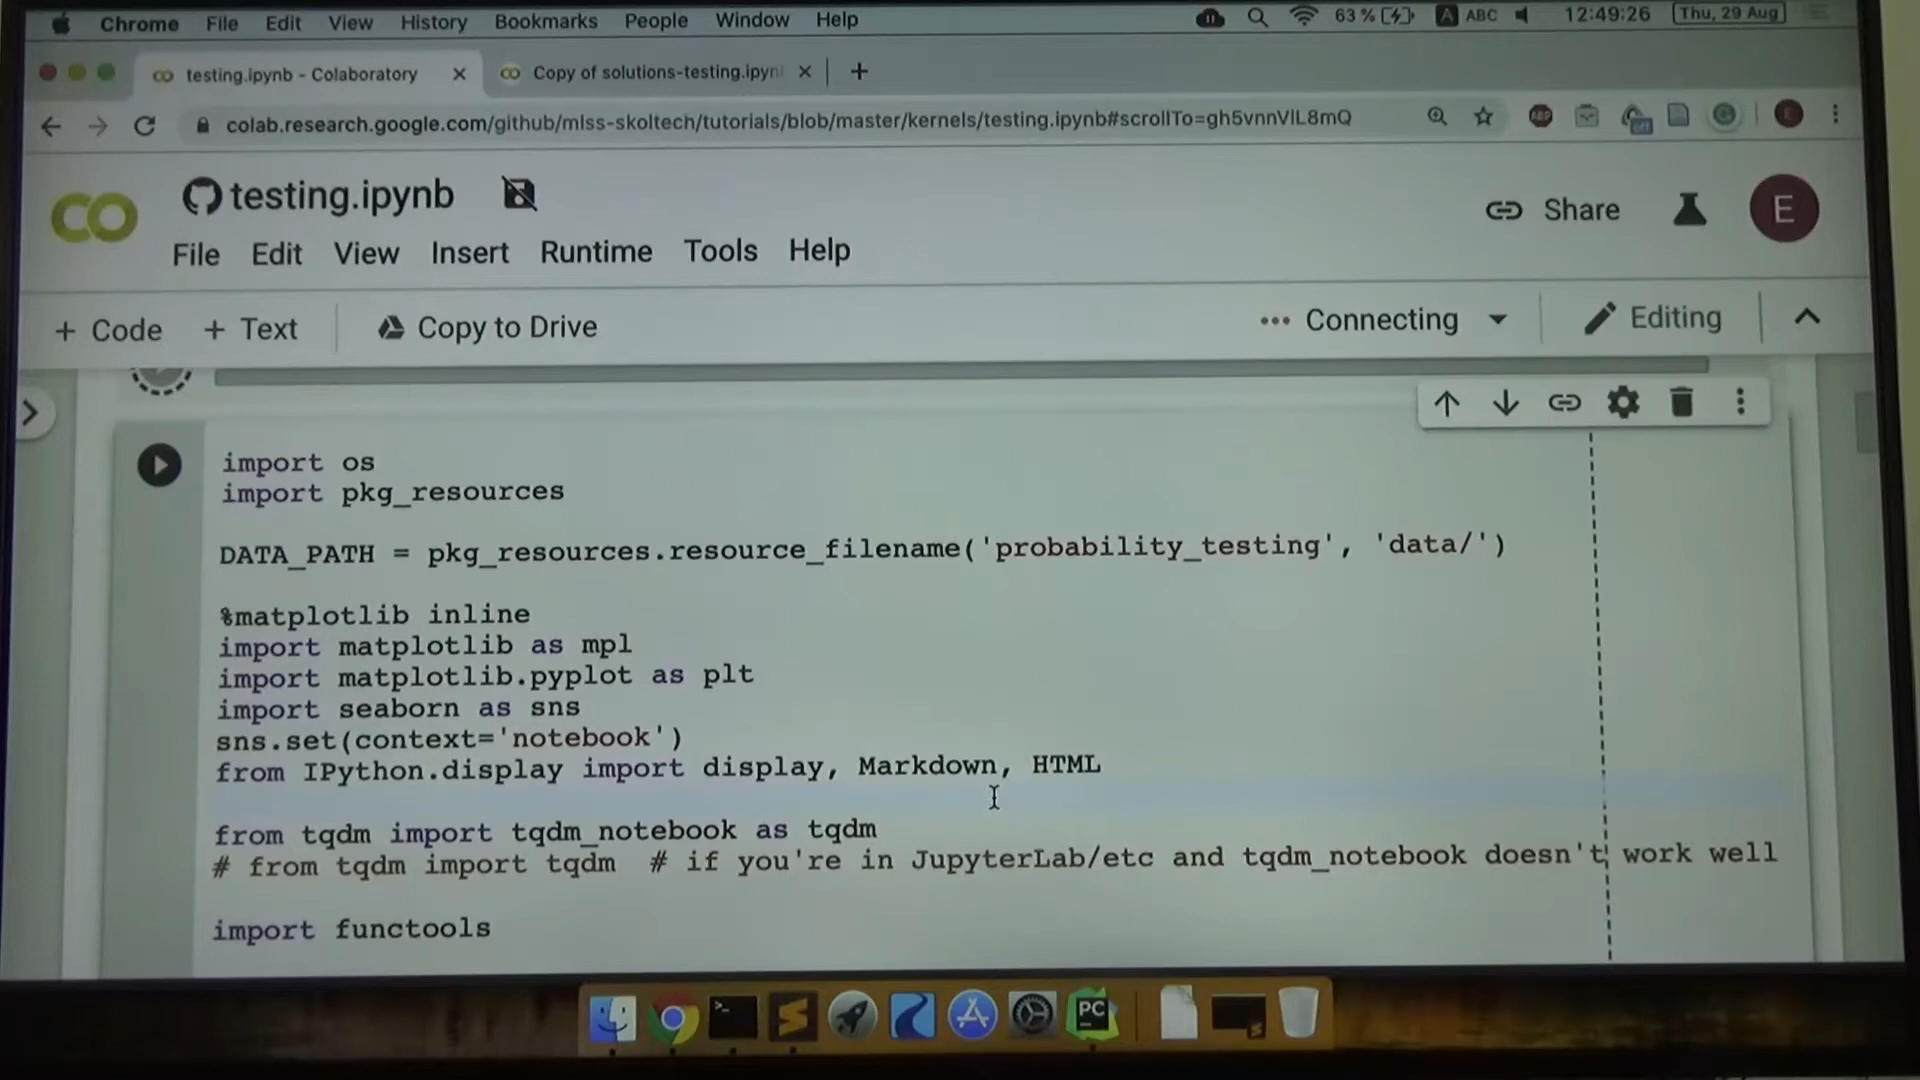 Chrome File Edit View History Bookmarks People Window Help 63 % A ABC 12:49:26 Thu, 29 Aug
testing.ipynb - Colaboratory Copy of solutions-testing.ipyn
colab.research.google.com/github/mlss-skoltech/tutorials/blob/master/kernels/testing.ipynb#scrollTo=gh5vnnVlL8mQ ABP
CO testing.ipynb Share E
File Edit View Insert Runtime Tools Help
+ Code + Text Copy to Drive Connecting Editing
import os
import pkg_resources
DATA_PATH = pkg_resources.resource_filename('probability_testing', 'data/')
%matplotlib inline
import matplotlib as mpl
import matplotlib.pyplot as plt
import seaborn as sns
sns.set(context='notebook')
from IPython.display import display, Markdown, HTML
from tqdm import tqdm_notebook as tqdm
# from tqdm import tqdm # if you're in JupyterLab/etc and tqdm_notebook doesn't work well
import functools
PC